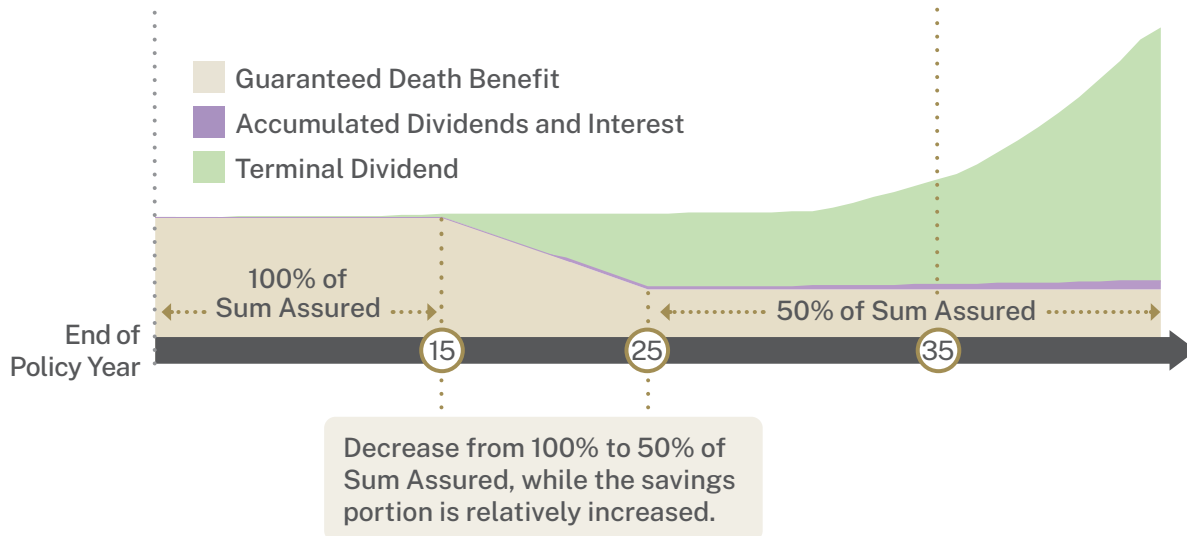 Guaranteed Death Benefit
Accumulated Dividends and Interest
Terminal Dividend
100% of
Sum Assured
50% of Sum Assured
End of
Policy Year
15
25
35
Decrease from 100% to 50% of
Sum Assured, while the savings
portion is relatively increased.